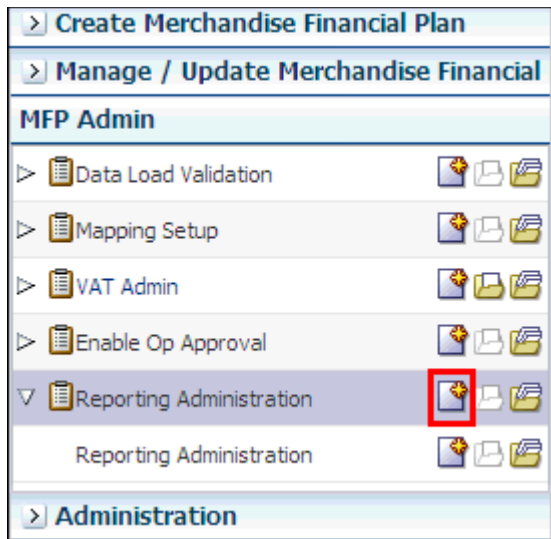 Create Merchandise Financial Plan
Manage / Update Merchandise Financial
MFP Admin
Data Load Validation
Mapping Setup
VAT Admin
Enable Op Approval
Reporting Administration
Reporting Administration
Administration